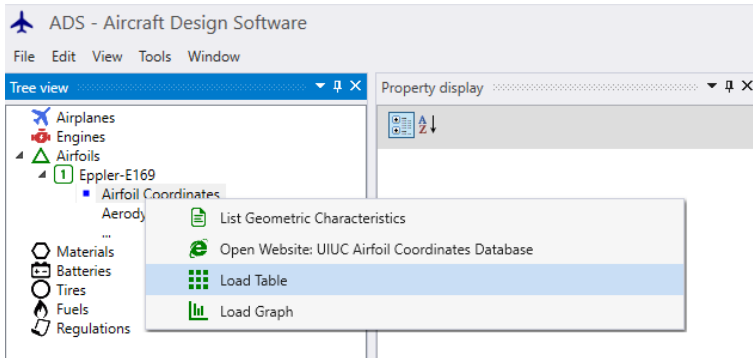 ADS - Aircraft Design Software
File Edit View Tools Window
Tree view
Property display
Airplanes
Engines
Airfoils
1 Eppler-E169
Airfoil Coordinates
Aerody
...
Materials
Batteries
Tires
Fuels
Regulations
List Geometric Characteristics
Open Website: UIUC Airfoil Coordinates Database
Load Table
Load Graph
A
Z